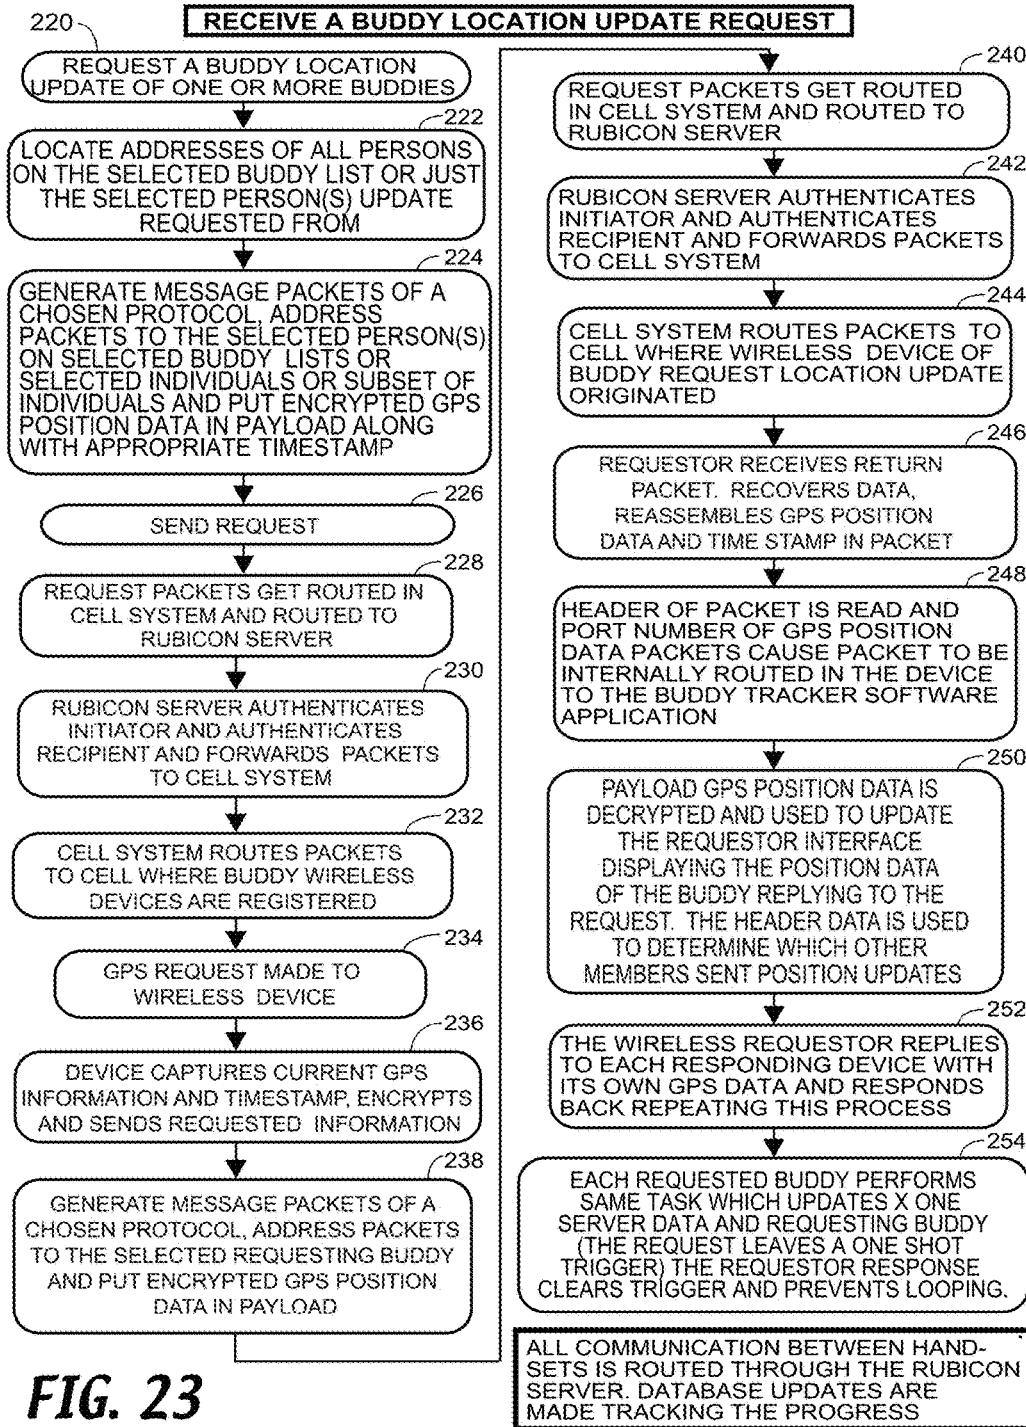 RECEIVE A BUDDY LOCATION UPDATE REQUEST
220
REQUEST A BUDDY LOCATION
UPDATE OF ONE OR MORE BUDDIES
222
LOCATE ADDRESSES OF ALL PERSONS
ON THE SELECTED BUDDY LIST OR JUST
THE SELECTED PERSON(S) UPDATE
REQUESTED FROM
224
GENERATE MESSAGE PACKETS OF A
CHOSEN PROTOCOL, ADDRESS
PACKETS TO THE SELECTED PERSON(S)
ON SELECTED BUDDY LISTS OR
SELECTED INDIVIDUALS OR SUBSET OF
INDIVIDUALS AND PUT ENCRYPTED GPS
POSITION DATA IN PAYLOAD ALONG
WITH APPROPRIATE TIMESTAMP
226
SEND REQUEST
228
REQUEST PACKETS GET ROUTED IN
CELL SYSTEM AND ROUTED TO
RUBICON SERVER
230
RUBICON SERVER AUTHENTICATES
INITIATOR AND AUTHENTICATES
RECIPIENT AND FORWARDS PACKETS
TO CELL SYSTEM
232
CELL SYSTEM ROUTES PACKETS
TO CELL WHERE BUDDY WIRELESS
DEVICES ARE REGISTERED
234
GPS REQUEST MADE TO
WIRELESS DEVICE
236
DEVICE CAPTURES CURRENT GPS
INFORMATION AND TIMESTAMP, ENCRYPTS
AND SENDS REQUESTED INFORMATION
238
GENERATE MESSAGE PACKETS OF A
CHOSEN PROTOCOL, ADDRESS PACKETS
TO THE SELECTED REQUESTING BUDDY
AND PUT ENCRYPTED GPS POSITION
DATA IN PAYLOAD
240
REQUEST PACKETS GET ROUTED
IN CELL SYSTEM AND ROUTED TO
RUBICON SERVER
242
RUBICON SERVER AUTHENTICATES
INITIATOR AND AUTHENTICATES
RECIPIENT AND FORWARDS PACKETS
TO CELL SYSTEM
244
CELL SYSTEM ROUTES PACKETS TO
CELL WHERE WIRELESS DEVICE OF
BUDDY REQUEST LOCATION UPDATE
ORIGINATED
246
REQUESTOR RECEIVES RETURN
PACKET. RECOVERS DATA,
REASSEMBLES GPS POSITION
DATA AND TIME STAMP IN PACKET
248
HEADER OF PACKET IS READ AND
PORT NUMBER OF GPS POSITION
DATA PACKETS CAUSE PACKET TO BE
INTERNALLY ROUTED IN THE DEVICE
TO THE BUDDY TRACKER SOFTWARE
APPLICATION
250
PAYLOAD GPS POSITION DATA IS
DECRYPTED AND USED TO UPDATE
THE REQUESTOR INTERFACE
DISPLAYING THE POSITION DATA
OF THE BUDDY REPLYING TO THE
REQUEST. THE HEADER DATA IS USED
TO DETERMINE WHICH OTHER
MEMBERS SENT POSITION UPDATES
252
THE WIRELESS REQUESTOR REPLIES
TO EACH RESPONDING DEVICE WITH
ITS OWN GPS DATA AND RESPONDS
BACK REPEATING THIS PROCESS
254
EACH REQUESTED BUDDY PERFORMS
SAME TASK WHICH UPDATES X ONE
SERVER DATA AND REQUESTING BUDDY
(THE REQUEST LEAVES A ONE SHOT
TRIGGER) THE REQUESTOR RESPONSE
CLEARS TRIGGER AND PREVENTS LOOPING.
ALL COMMUNICATION BETWEEN HAND-
SETS IS ROUTED THROUGH THE RUBICON
SERVER. DATABASE UPDATES ARE
MADE TRACKING THE PROGRESS
FIG. 23